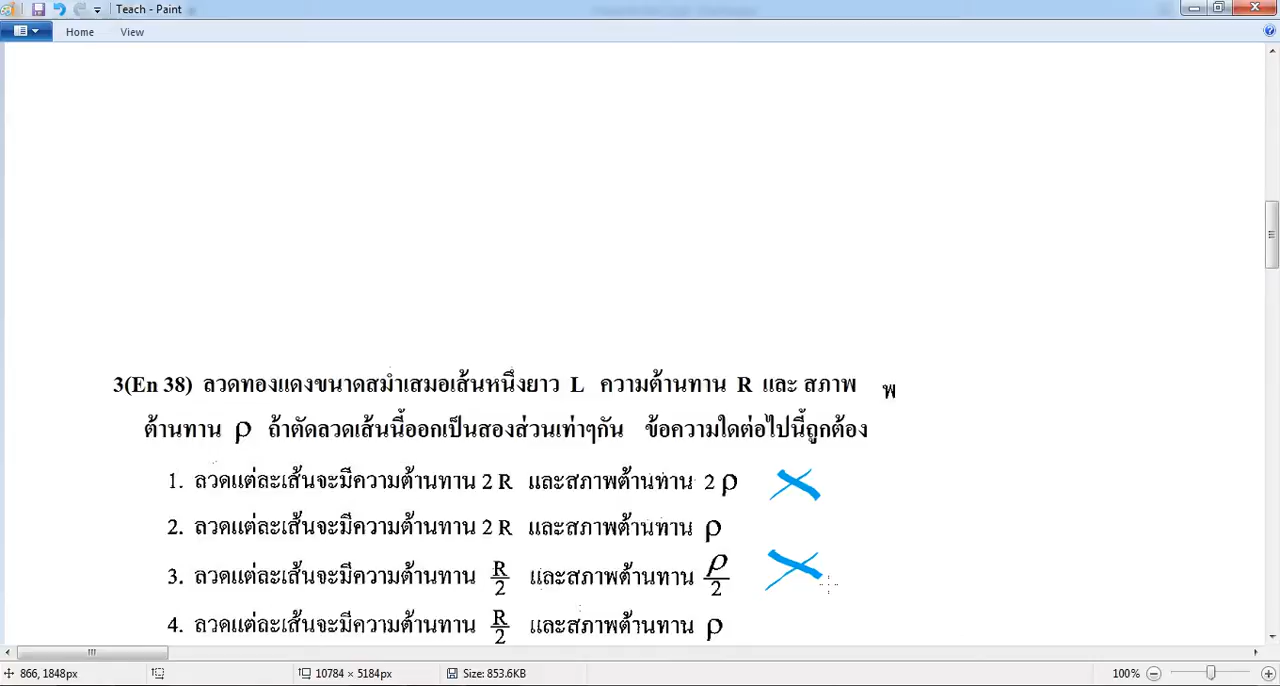 Teach - Paint
Home View
3(En 38) ลวดทองแดงขนาดสม่ำเสมอเส้นหนึ่งยาว L ความต้านทาน R และ สภาพ พ
ต้านทาน ρ ถ้าตัดลวดเส้นนี้ออกเป็นสองส่วนเท่าๆกัน ข้อความใดต่อไปนี้ถูกต้อง
1. ลวดแต่ละเส้นจะมีความต้านทาน 2 R และสภาพต้านทาน 2 ρ
2. ลวดแต่ละเส้นจะมีความต้านทาน 2 R และสภาพต้านทาน ρ
3. ลวดแต่ละเส้นจะมีความต้านทาน R/2 และสภาพต้านทาน ρ/2
4. ลวดแต่ละเส้นจะมีความต้านทาน R/2 และสภาพต้านทาน ρ
866, 1848px 10784 × 5184px Size: 853.6KB 100%